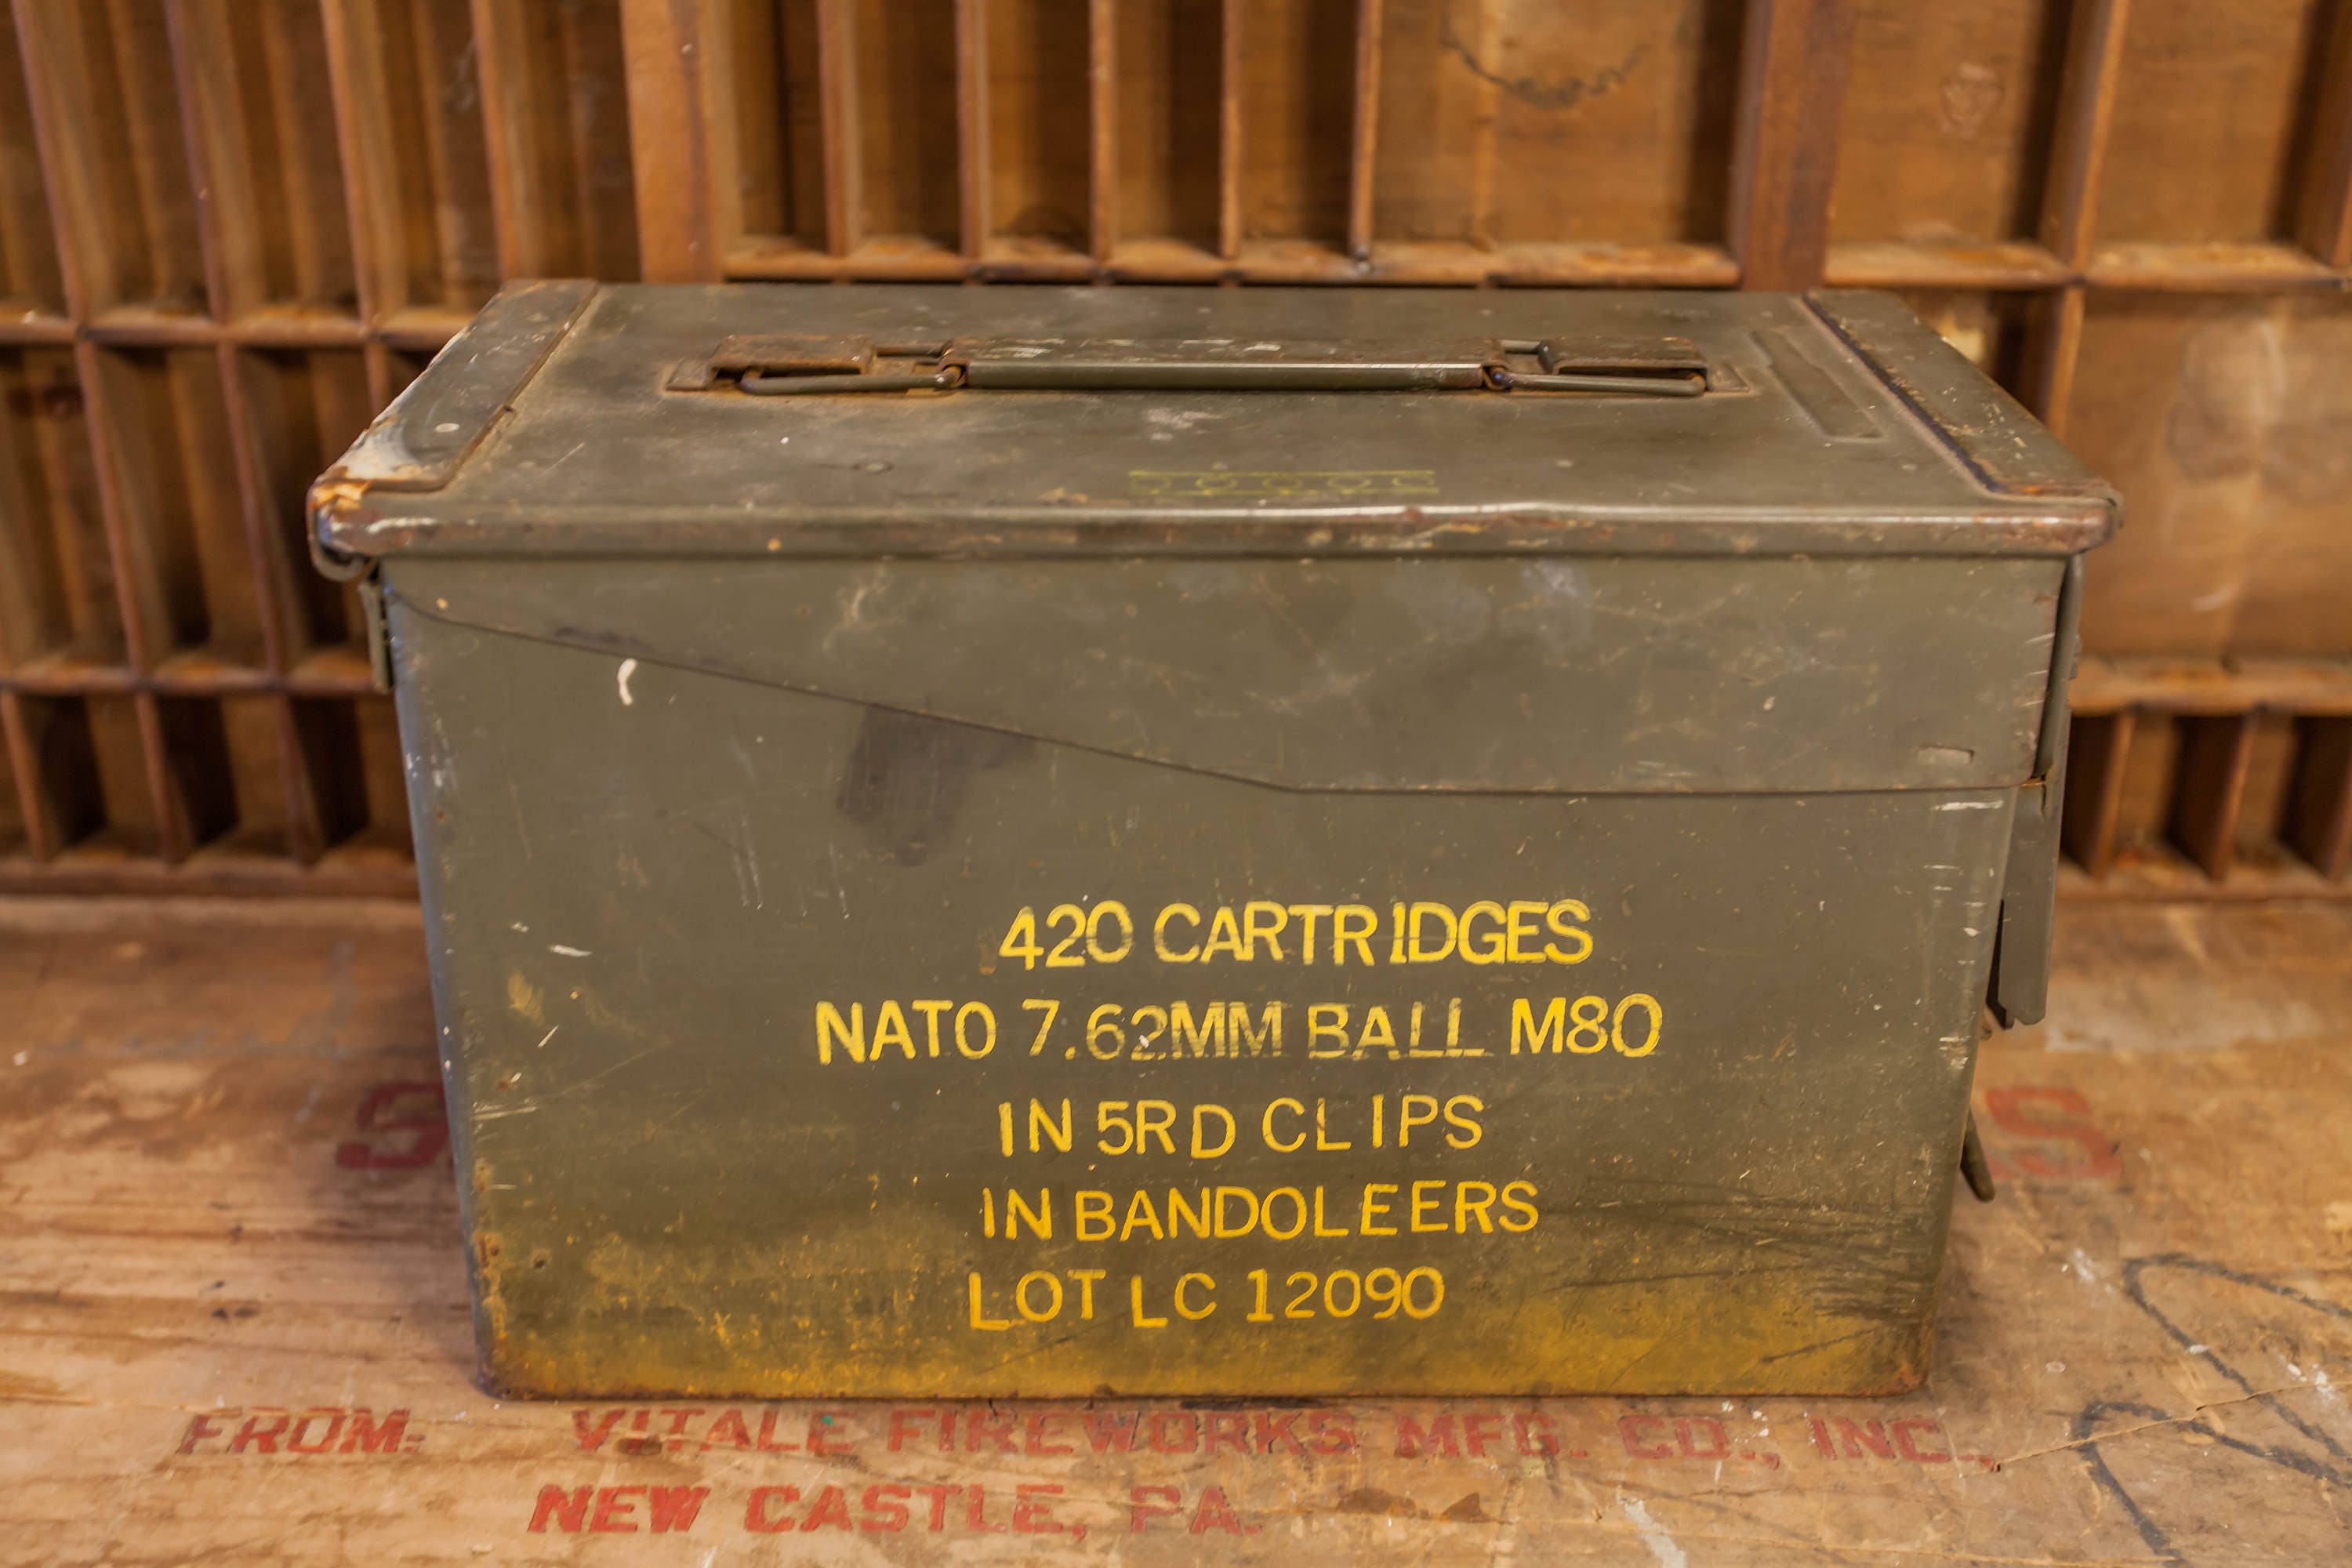 420 CARTRIDGES
NATO 7.62MM BALL M80
IN 5RD CLIPS
IN BANDOLEERS
LOT LC 12090
FROM: VITALE FIREWORKS MFG. CO., INC.,
NEW CASTLE, PA.